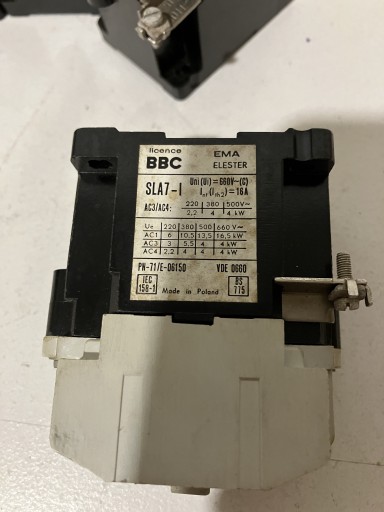 licence EMA
BBC ELESTER
SLA7-I Uni(Ui)=660V~(C)
Ith2)=16A
AC3/AC4: 220 380 500V~
2,2 4 4 kW
Ue 220 380 500 660 V~
AC1 6 10,5 13,5 16,5 kW
AC3 3 5,5 4 4 kW
AC4 2,2 4 4 4 kW
PN-71/E-06150 VDE 0660
IEC 158-1 Made in Poland BS 775